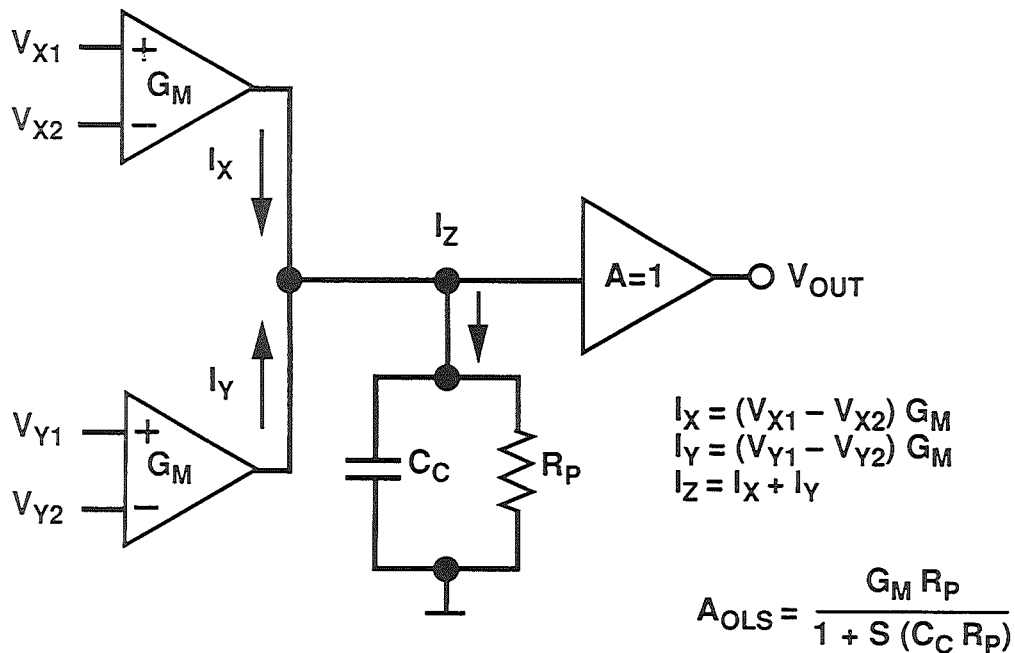 V_X1
+
G_M
V_X2
−
I_X
I_Z
A=1
V_OUT
I_Y
V_Y1
+
G_M
V_Y2
−
C_C
R_P
I_X = (V_X1 − V_X2) G_M
I_Y = (V_Y1 − V_Y2) G_M
I_Z = I_X + I_Y
A_OLS = G_M R_P / 1 + S (C_C R_P)